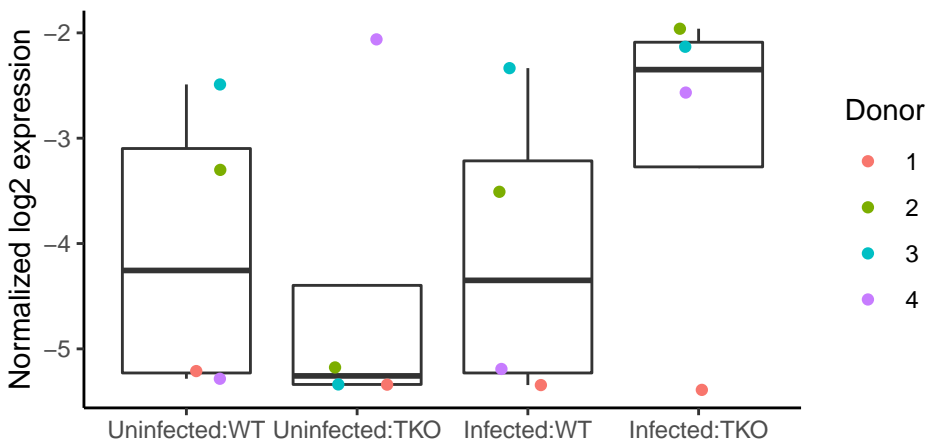 Normalized log2 expression
−2
−3
−4
−5
Uninfected:WT
Uninfected:TKO
Infected:WT
Infected:TKO
Donor
1
2
3
4